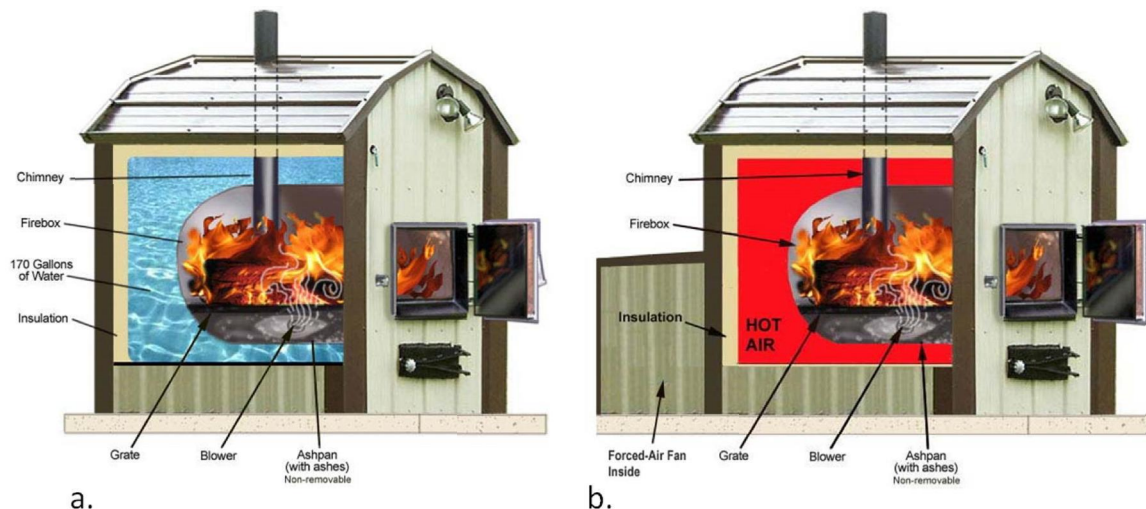 Chimney
Firebox
170 Gallons
of Water
Insulation
Grate
Blower
Ashpan
(with ashes)
Non-removable
a.
Chimney
Firebox
Insulation
HOT
AIR
Forced-Air Fan
Inside
Grate
Blower
Ashpan
(with ashes)
Non-removable
b.